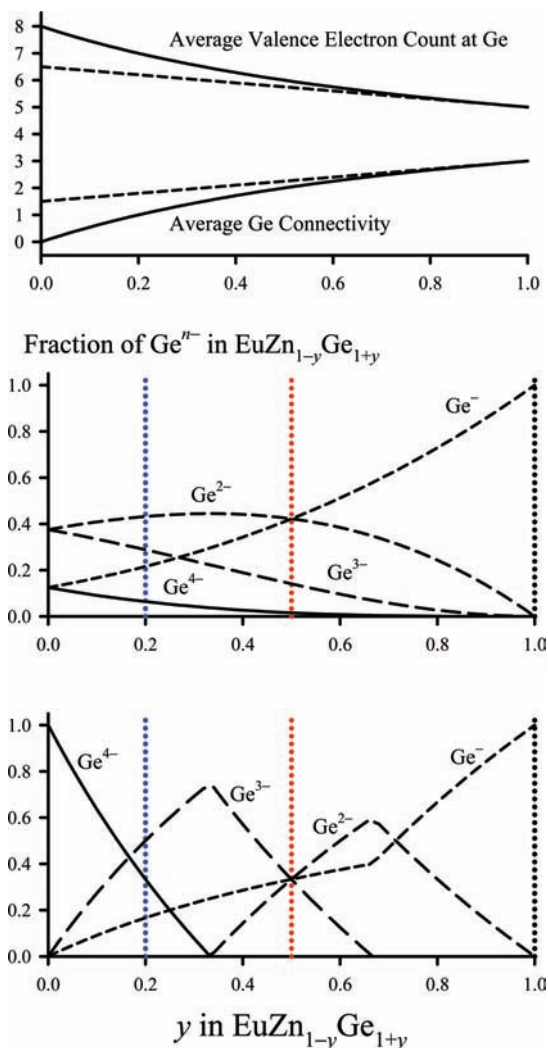 8
Average Valence Electron Count at Ge
7
6
5
4
3
2
1
Average Ge Connectivity
0
0.0 0.2 0.4 0.6 0.8 1.0
Fraction of Geⁿ⁻ in EuZn₁₋yGe₁₊y
1.0
Ge⁻
0.8
0.6
Ge²⁻
0.4
Ge³⁻
0.2
Ge⁴⁻
0.0
0.0 0.2 0.4 0.6 0.8 1.0
1.0
Ge⁴⁻
Ge⁻
0.8
Ge³⁻
Ge²⁻
0.6
0.4
0.2
0.0
0.0 0.2 0.4 0.6 0.8 1.0
y in EuZn₁₋yGe₁₊y